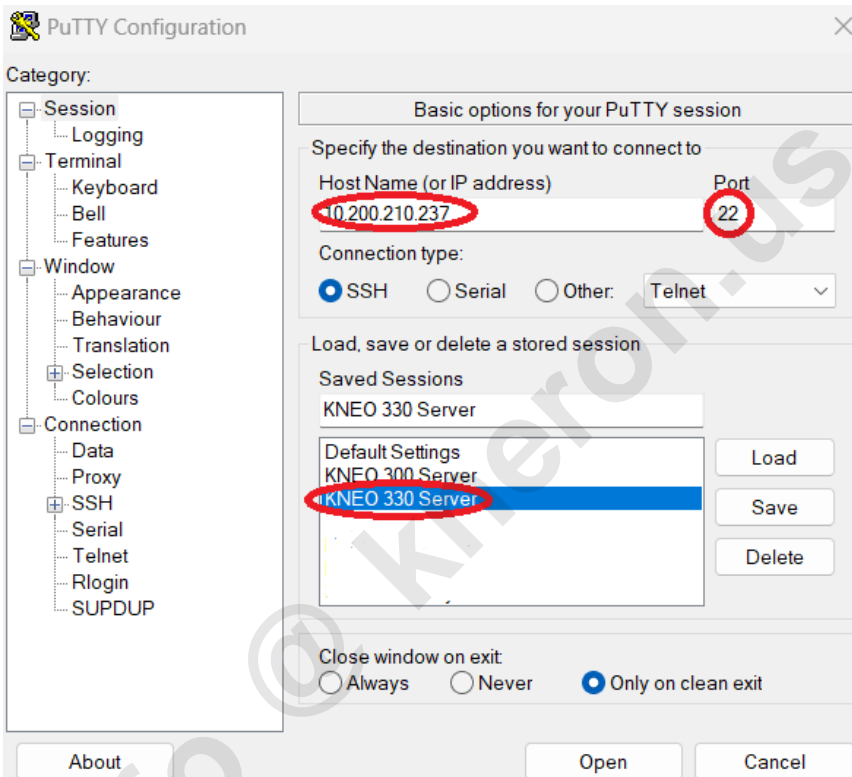 PuTTY Configuration
Category:
Session
Logging
Terminal
Keyboard
Bell
Features
Window
Appearance
Behaviour
Translation
Selection
Colours
Connection
Data
Proxy
SSH
Serial
Telnet
Rlogin
SUPDUP
Basic options for your PuTTY session
Specify the destination you want to connect to
Host Name (or IP address) Port
10.200.210.237 22
Connection type:
SSH Serial Other: Telnet
Load, save or delete a stored session
Saved Sessions
KNEO 330 Server
Default Settings
KNEO 300 Server
KNEO 330 Server
Load
Save
Delete
Close window on exit:
Always Never Only on clean exit
About Open Cancel
@ kneron.us